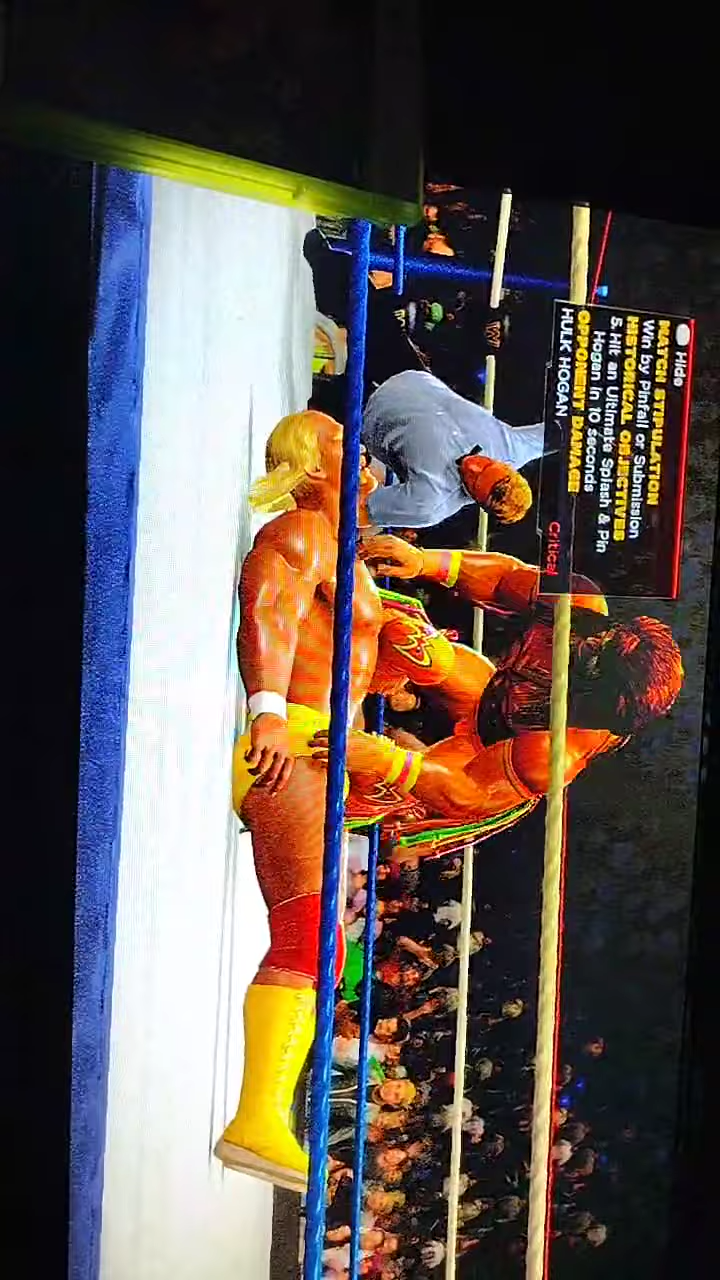 Hide
MATCH STIPULATION
Win by Pinfall or Submission
HISTORICAL OBJECTIVES
5. Hit an Ultimate Splash & Pin
Hogan in 10 seconds
OPPONENT DAMAGE
HULK HOGAN Critical